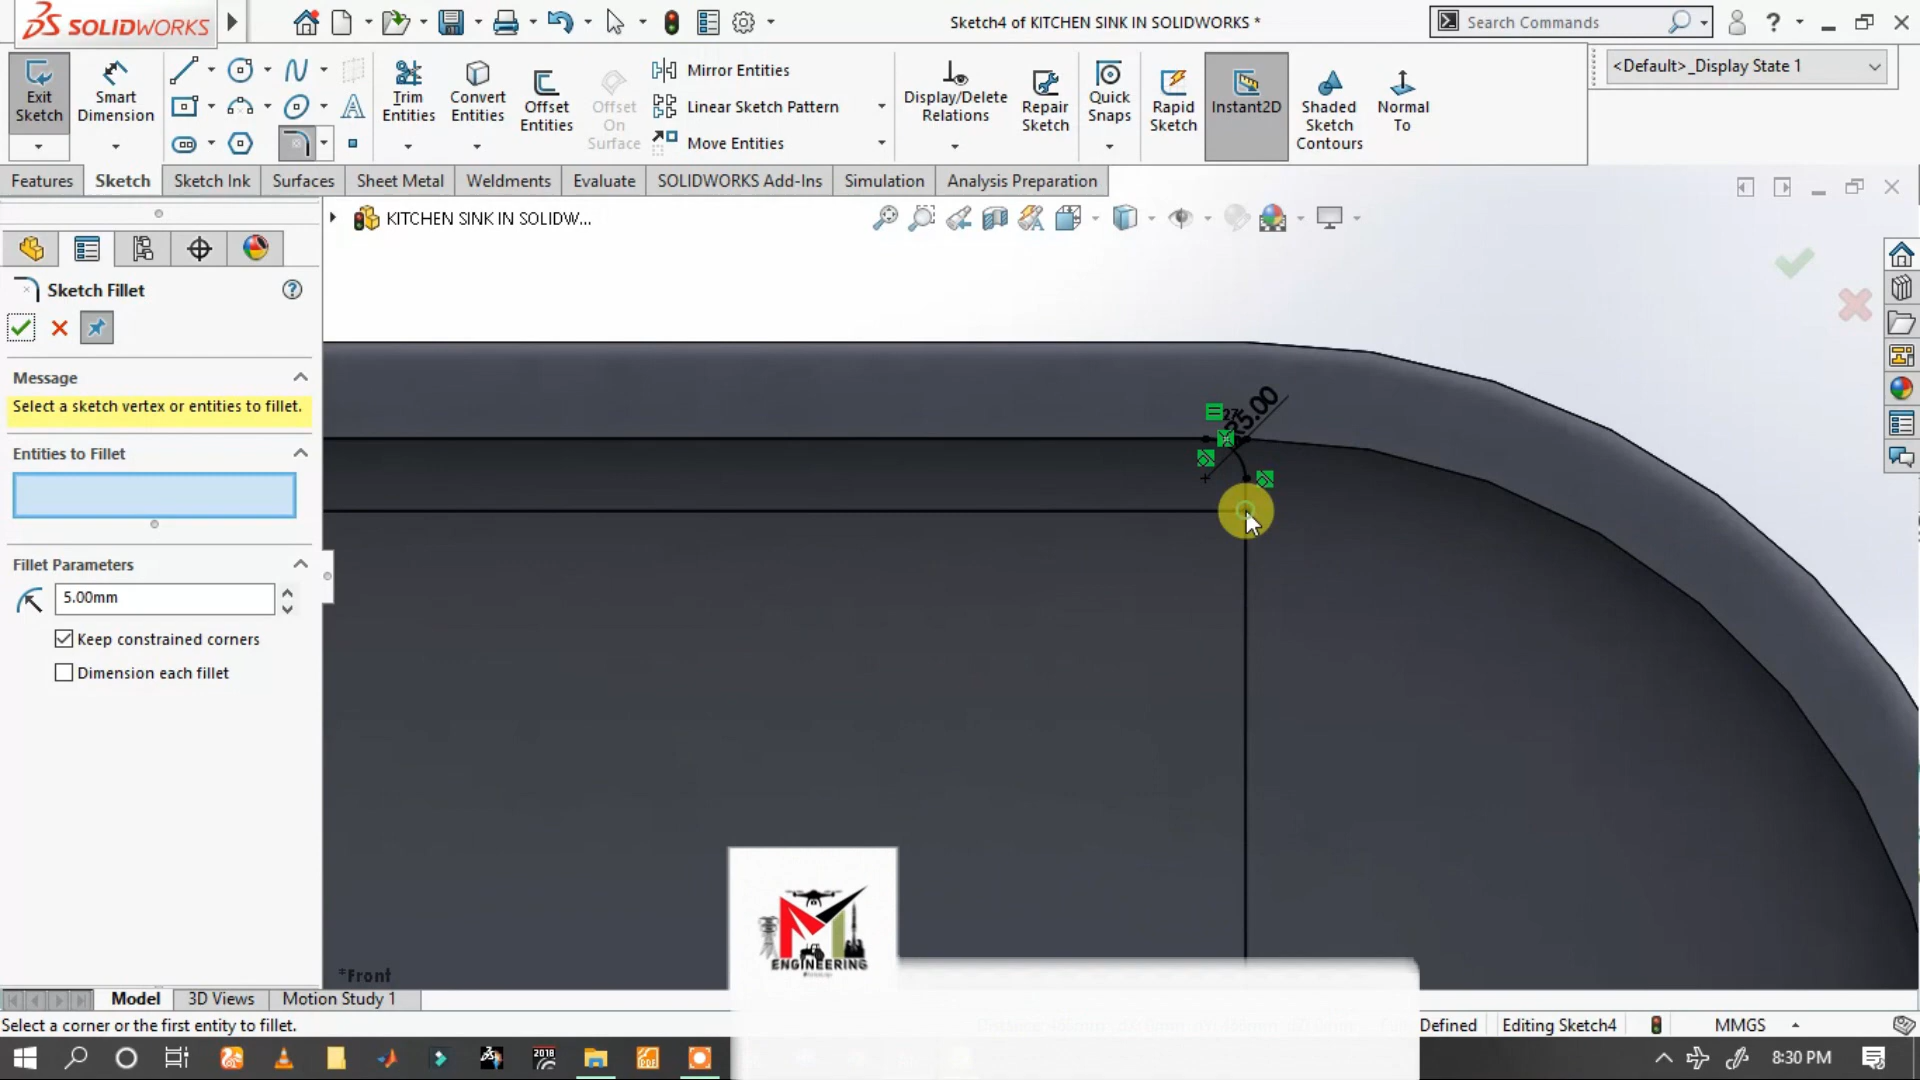 SOLIDWORKS
Sketch4 of KITCHEN SINK IN SOLIDWORKS *
Search Commands
Exit Sketch
Smart Dimension
Trim Entities
Convert Entities
Offset Entities
Offset On Surface
Mirror Entities
Linear Sketch Pattern
Move Entities
Display/Delete Relations
Repair Sketch
Quick Snaps
Rapid Sketch
Instant2D
Shaded Sketch Contours
Normal To
<Default>_Display State 1
Features
Sketch
Sketch Ink
Surfaces
Sheet Metal
Weldments
Evaluate
SOLIDWORKS Add-Ins
Simulation
Analysis Preparation
KITCHEN SINK IN SOLIDW...
Sketch Fillet
Message
Select a sketch vertex or entities to fillet.
Entities to Fillet
Fillet Parameters
5.00mm
Keep constrained corners
Dimension each fillet
R5.00
ENGINEERING
*Front
Model
3D Views
Motion Study 1
Select a corner or the first entity to fillet.
Defined
Editing Sketch4
MMGS
2018
PDF
8:30 PM